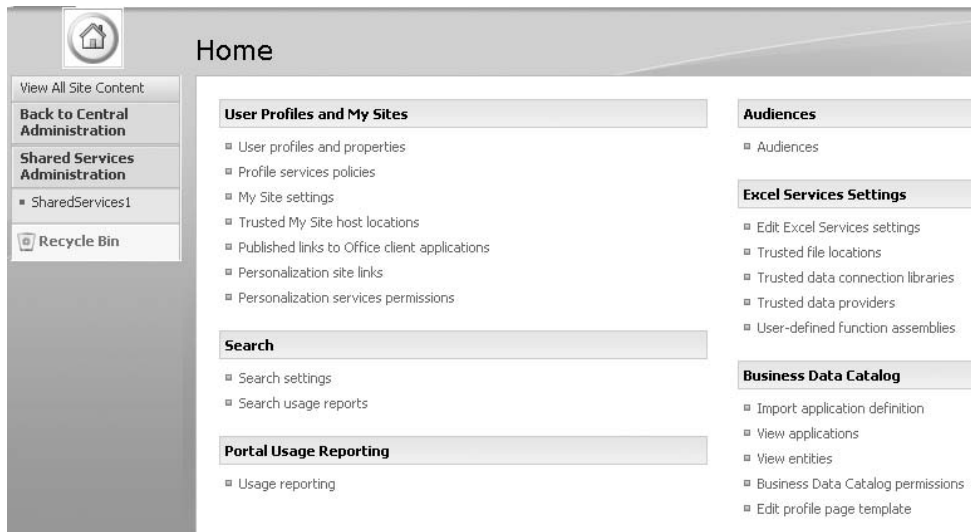 Home
View All Site Content
Back to Central
Administration
Shared Services
Administration
SharedServices1
Recycle Bin
User Profiles and My Sites
User profiles and properties
Profile services policies
My Site settings
Trusted My Site host locations
Published links to Office client applications
Personalization site links
Personalization services permissions
Search
Search settings
Search usage reports
Portal Usage Reporting
Usage reporting
Audiences
Audiences
Excel Services Settings
Edit Excel Services settings
Trusted file locations
Trusted data connection libraries
Trusted data providers
User-defined function assemblies
Business Data Catalog
Import application definition
View applications
View entities
Business Data Catalog permissions
Edit profile page template